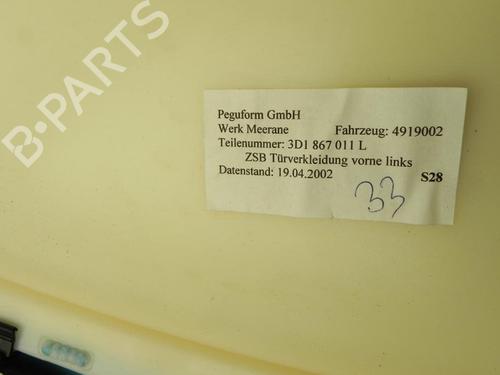 B-PARTS
Peguform GmbH
Werk Meerane Fahrzeug: 4919002
Teilenummer: 3D1 867 011 L
ZSB Türverkleidung vorne links
Datenstand: 19.04.2002 S28
33